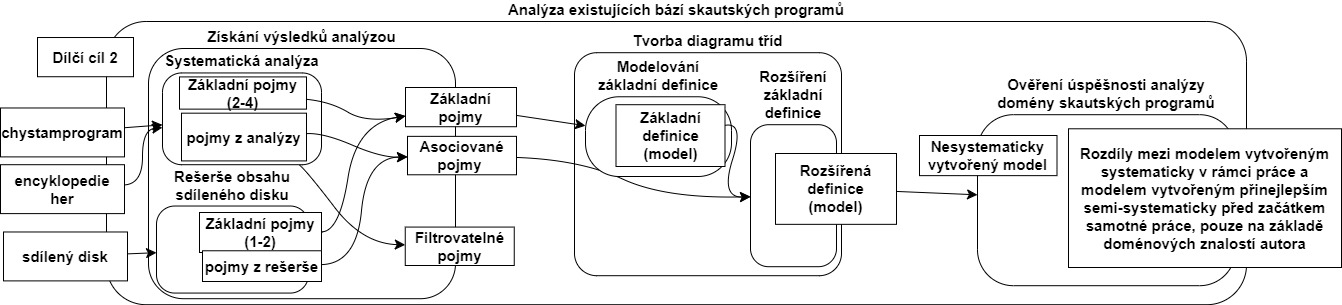 Analýza existujících bází skautských programů
Dílčí cíl 2
Získání výsledků analýzou
Systematická analýza
Základní pojmy
(2-4)
pojmy z analýzy
chystamprogram
encyklopedie
her
sdílený disk
Rešerše obsahu
sdíleného disku
Základní pojmy
(1-2)
pojmy z rešerše
Základní
pojmy
Asociované
pojmy
Filtrovatelné
pojmy
Tvorba diagramu tříd
Modelování
základní definice
Základní
definice
(model)
Rozšíření
základní
definice
Rozšířená
definice
(model)
Ověření úspěšnosti analýzy
domény skautských programů
Nesystematicky
vytvořený model
Rozdíly mezi modelem vytvořeným
systematicky v rámci práce a
modelem vytvořeným přinejlepším
semi-systematicky před začátkem
samotné práce, pouze na základě
doménových znalostí autora